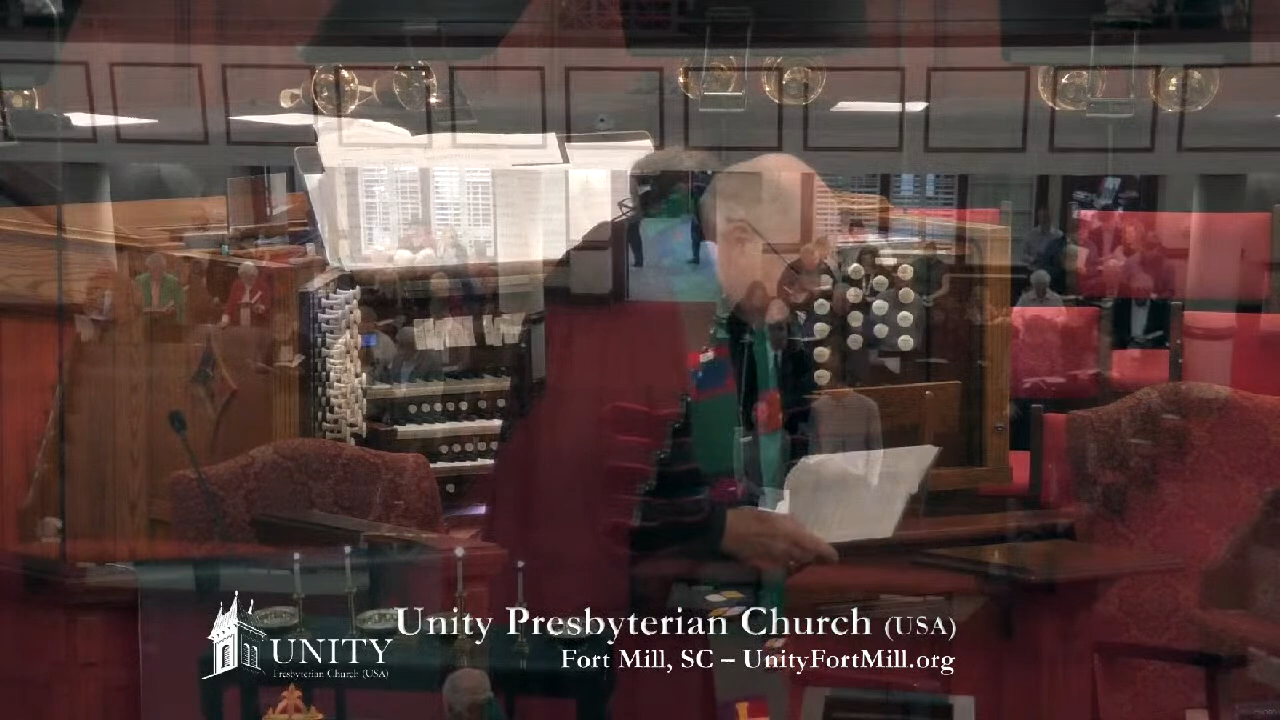 Unity Presbyterian Church (USA)
Fort Mill, SC – UnityFortMill.org
UNITY
Presbyterian Church (USA)